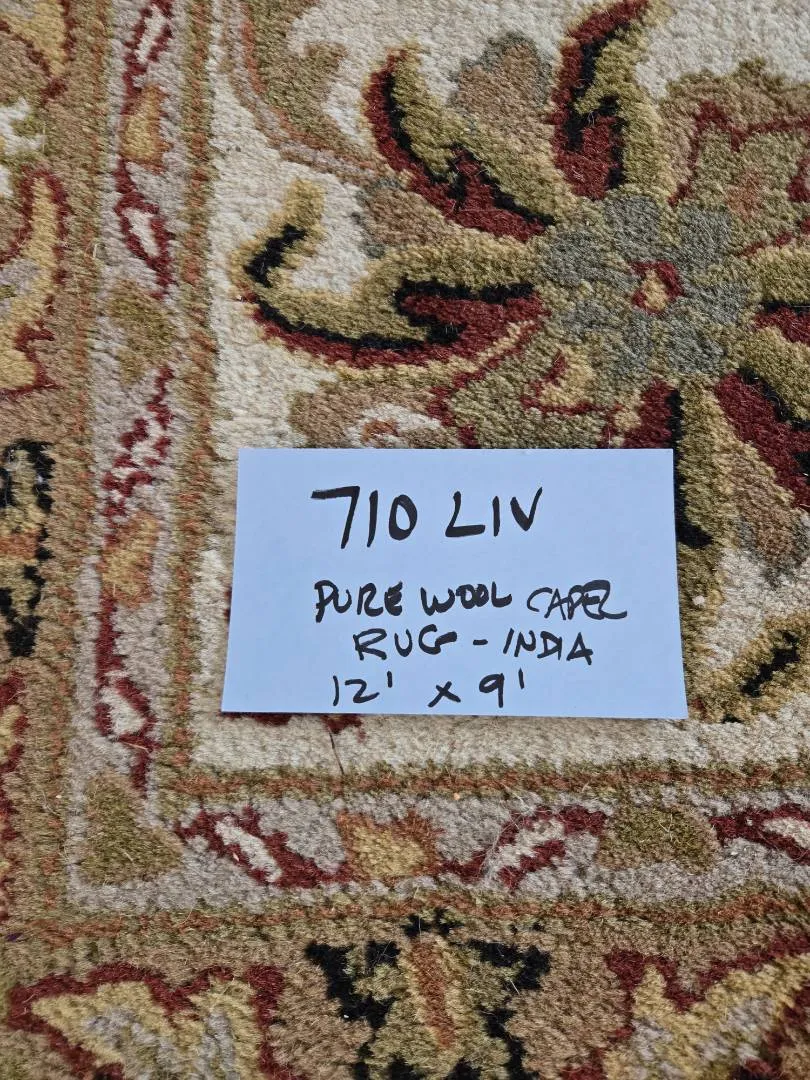 710 LIV
PURE WOOL CAPEL
RUG - INDIA
12' x 9'